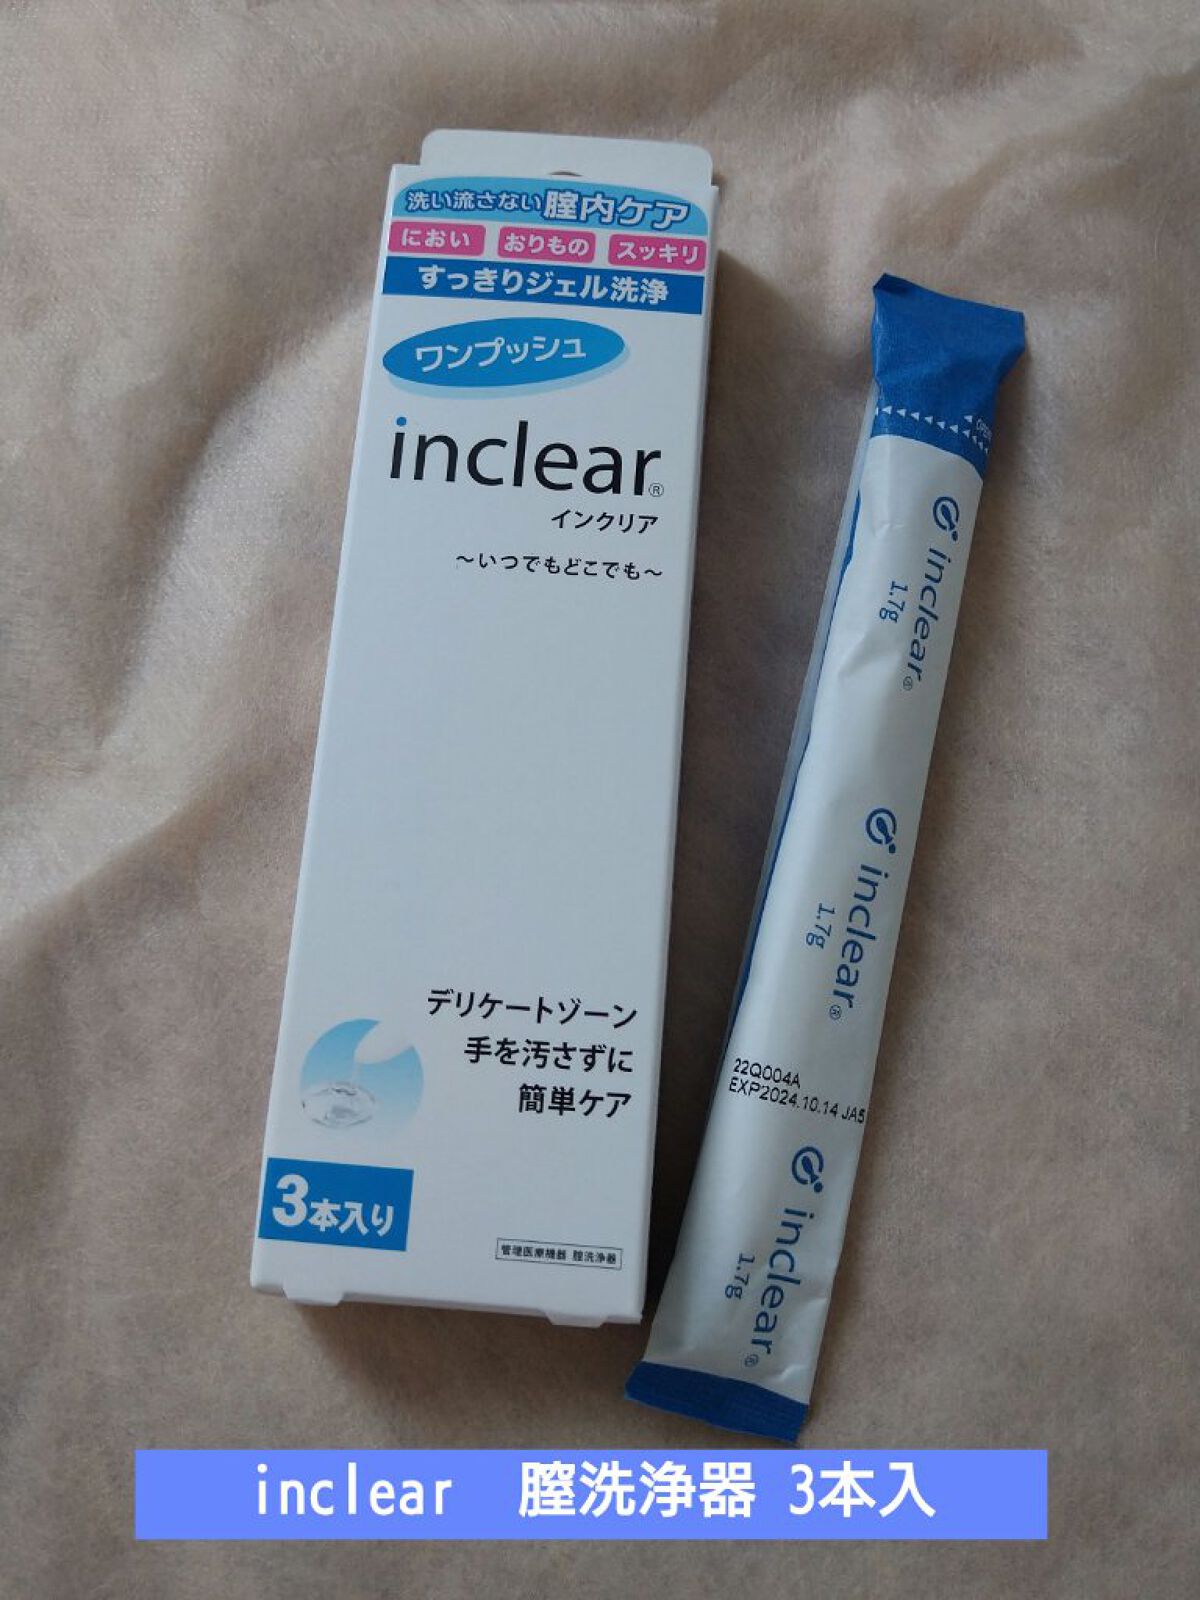 洗い流さない膣内ケア
におい おりもの スッキリ
すっきりジェル洗浄
ワンプッシュ
inclear®
インクリア
～いつでもどこでも～
デリケートゾーン
手を汚さずに
簡単ケア
3本入り
管理医療機器 膣洗浄器
OPEN
inclear®
1.7g
inclear®
1.7g
22Q004A
EXP2024.10.14 JA5
inclear®
1.7g
inclear 膣洗浄器 3本入